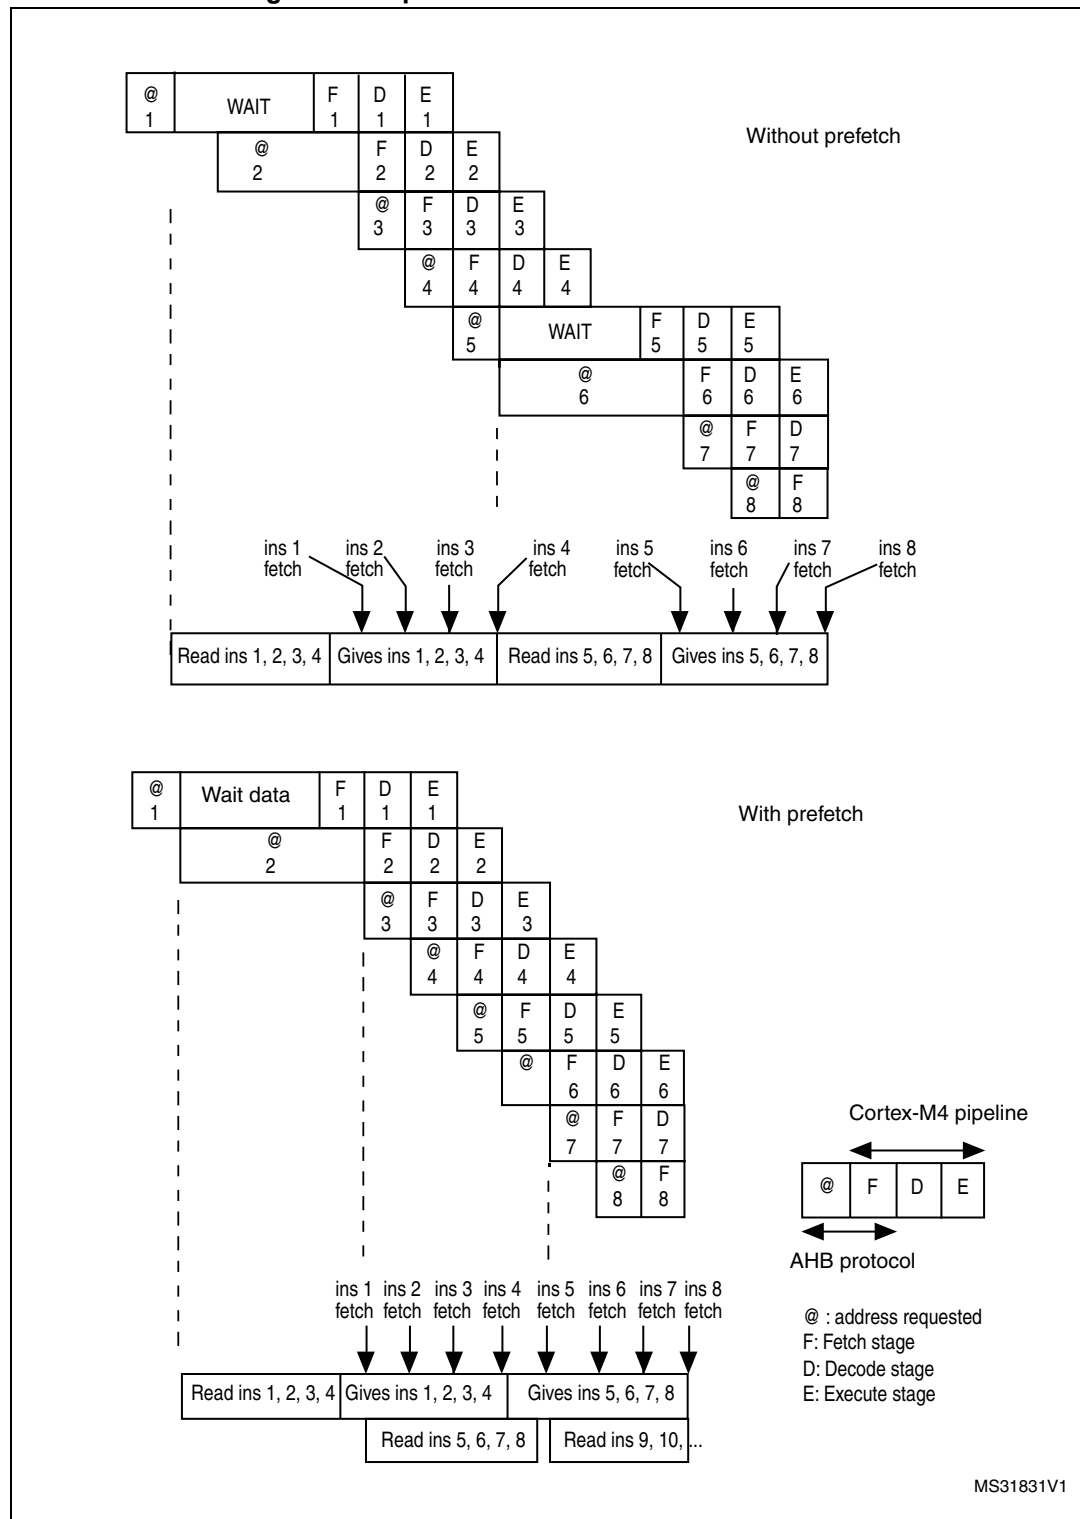 @ WAIT F D E
1 1 1 1
Without prefetch
@ F D E
2 2 2 2
@ F D E
3 3 3 3
@ F D E
4 4 4 4
@ WAIT F D E
5 5 5 5
@ F D E
6 6 6 6
@ F D
7 7 7
@ F
8 8
ins 1 ins 2 ins 3 ins 4 ins 5 ins 6 ins 7 ins 8
fetch fetch fetch fetch fetch fetch fetch fetch
Read ins 1, 2, 3, 4 Gives ins 1, 2, 3, 4 Read ins 5, 6, 7, 8 Gives ins 5, 6, 7, 8
@ Wait data F D E
1 1 1 1
With prefetch
@ F D E
2 2 2 2
@ F D E
3 3 3 3
@ F D E
4 4 4 4
@ F D E
5 5 5 5
@ F D E
6 6 6
@ F D
7 7 7
@ F
8 8
Cortex-M4 pipeline
@ F D E
AHB protocol
ins 1 ins 2 ins 3 ins 4 ins 5 ins 6 ins 7 ins 8
fetch fetch fetch fetch fetch fetch fetch fetch
@ : address requested
F: Fetch stage
D: Decode stage
E: Execute stage
Read ins 1, 2, 3, 4 Gives ins 1, 2, 3, 4 Gives ins 5, 6, 7, 8
Read ins 5, 6, 7, 8 Read ins 9, 10, ...
MS31831V1